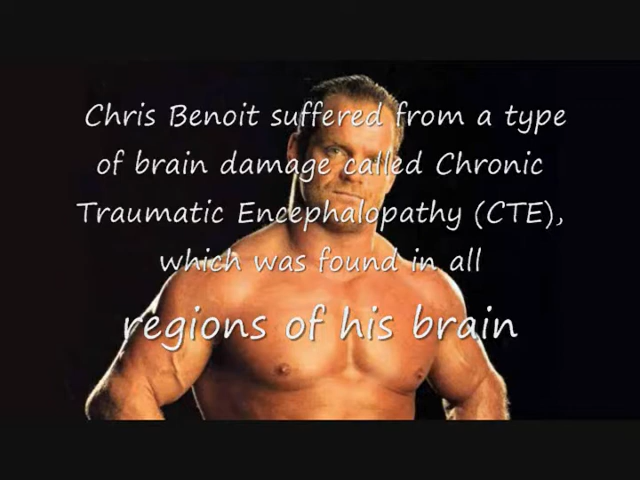 Chris Benoit suffered from a type
of brain damage called Chronic
Traumatic Encephalopathy (CTE),
which was found in all
regions of his brain